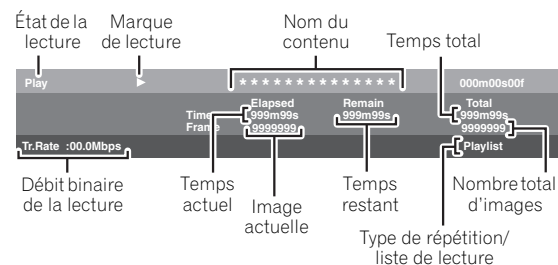 État de la
lecture
Marque
de lecture
Nom du
contenu
Temps total
Play
* * * * * * * * * * * * *
000m00s00f
Elapsed Remain Total
Time 999m99s 999m99s 999m99s
Frame 9999999 9999999
Tr.Rate :00.0Mbps
Playlist
Débit binaire
de la lecture
Temps
actuel
Image
actuelle
Temps
restant
Nombre total
d'images
Type de répétition/
liste de lecture